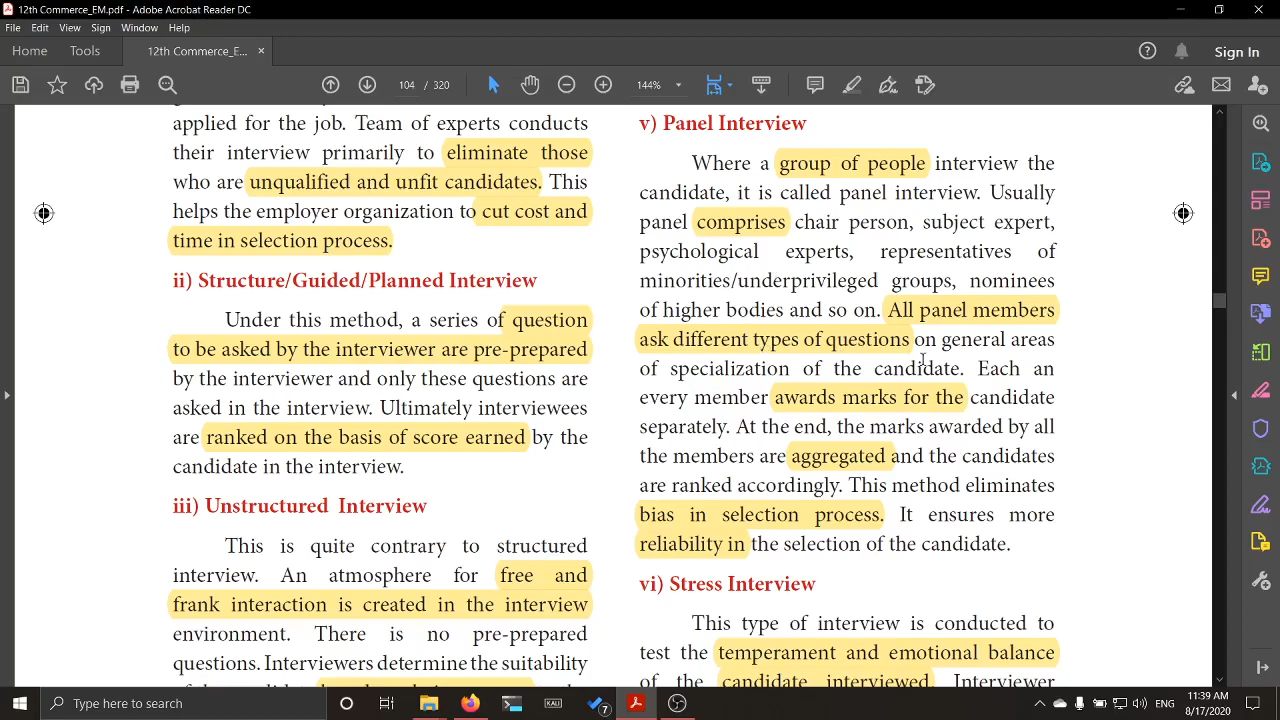 12th Commerce_EM.pdf - Adobe Acrobat Reader DC
File Edit View Sign Window Help
Home Tools 12th Commerce_E... ×
Sign In
104 / 320
144%
applied for the job. Team of experts conducts
their interview primarily to eliminate those
who are unqualified and unfit candidates. This
helps the employer organization to cut cost and
time in selection process.
ii) Structure/Guided/Planned Interview
Under this method, a series of question
to be asked by the interviewer are pre-prepared
by the interviewer and only these questions are
asked in the interview. Ultimately interviewees
are ranked on the basis of score earned by the
candidate in the interview.
iii) Unstructured Interview
This is quite contrary to structured
interview. An atmosphere for free and
frank interaction is created in the interview
environment. There is no pre-prepared
questions. Interviewers determine the suitability
v) Panel Interview
Where a group of people interview the
candidate, it is called panel interview. Usually
panel comprises chair person, subject expert,
psychological experts, representatives of
minorities/underprivileged groups, nominees
of higher bodies and so on. All panel members
ask different types of questions on general areas
of specialization of the candidate. Each an
every member awards marks for the candidate
separately. At the end, the marks awarded by all
the members are aggregated and the candidates
are ranked accordingly. This method eliminates
bias in selection process. It ensures more
reliability in the selection of the candidate.
vi) Stress Interview
This type of interview is conducted to
test the temperament and emotional balance
of the candidate interviewed. Interviewer
Type here to search
KALI
7
ENG
11:39 AM
8/17/2020